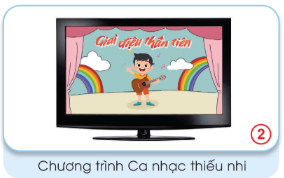 Giai điệu thần tiên
2
Chương trình Ca nhạc thiếu nhi